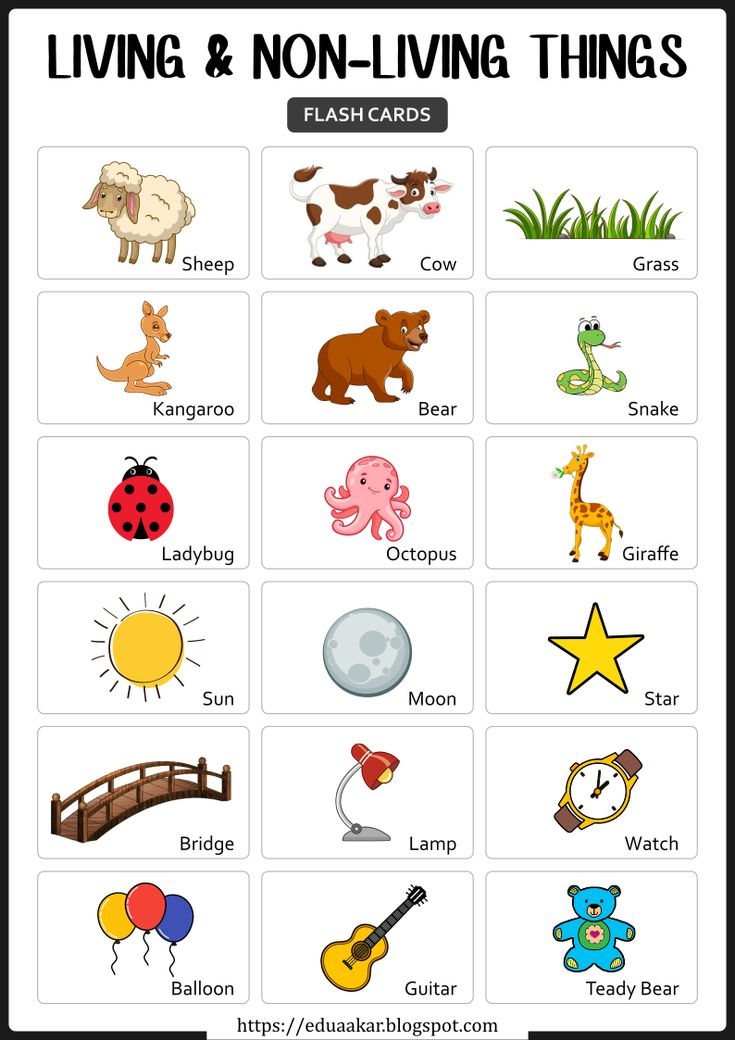 LIVING & NON-LIVING THINGS
FLASH CARDS
Sheep
Cow
Grass
Kangaroo
Bear
Snake
Ladybug
Octopus
Giraffe
Sun
Moon
Star
Bridge
Lamp
Watch
Balloon
Guitar
Teady Bear
https://eduaakar.blogspot.com